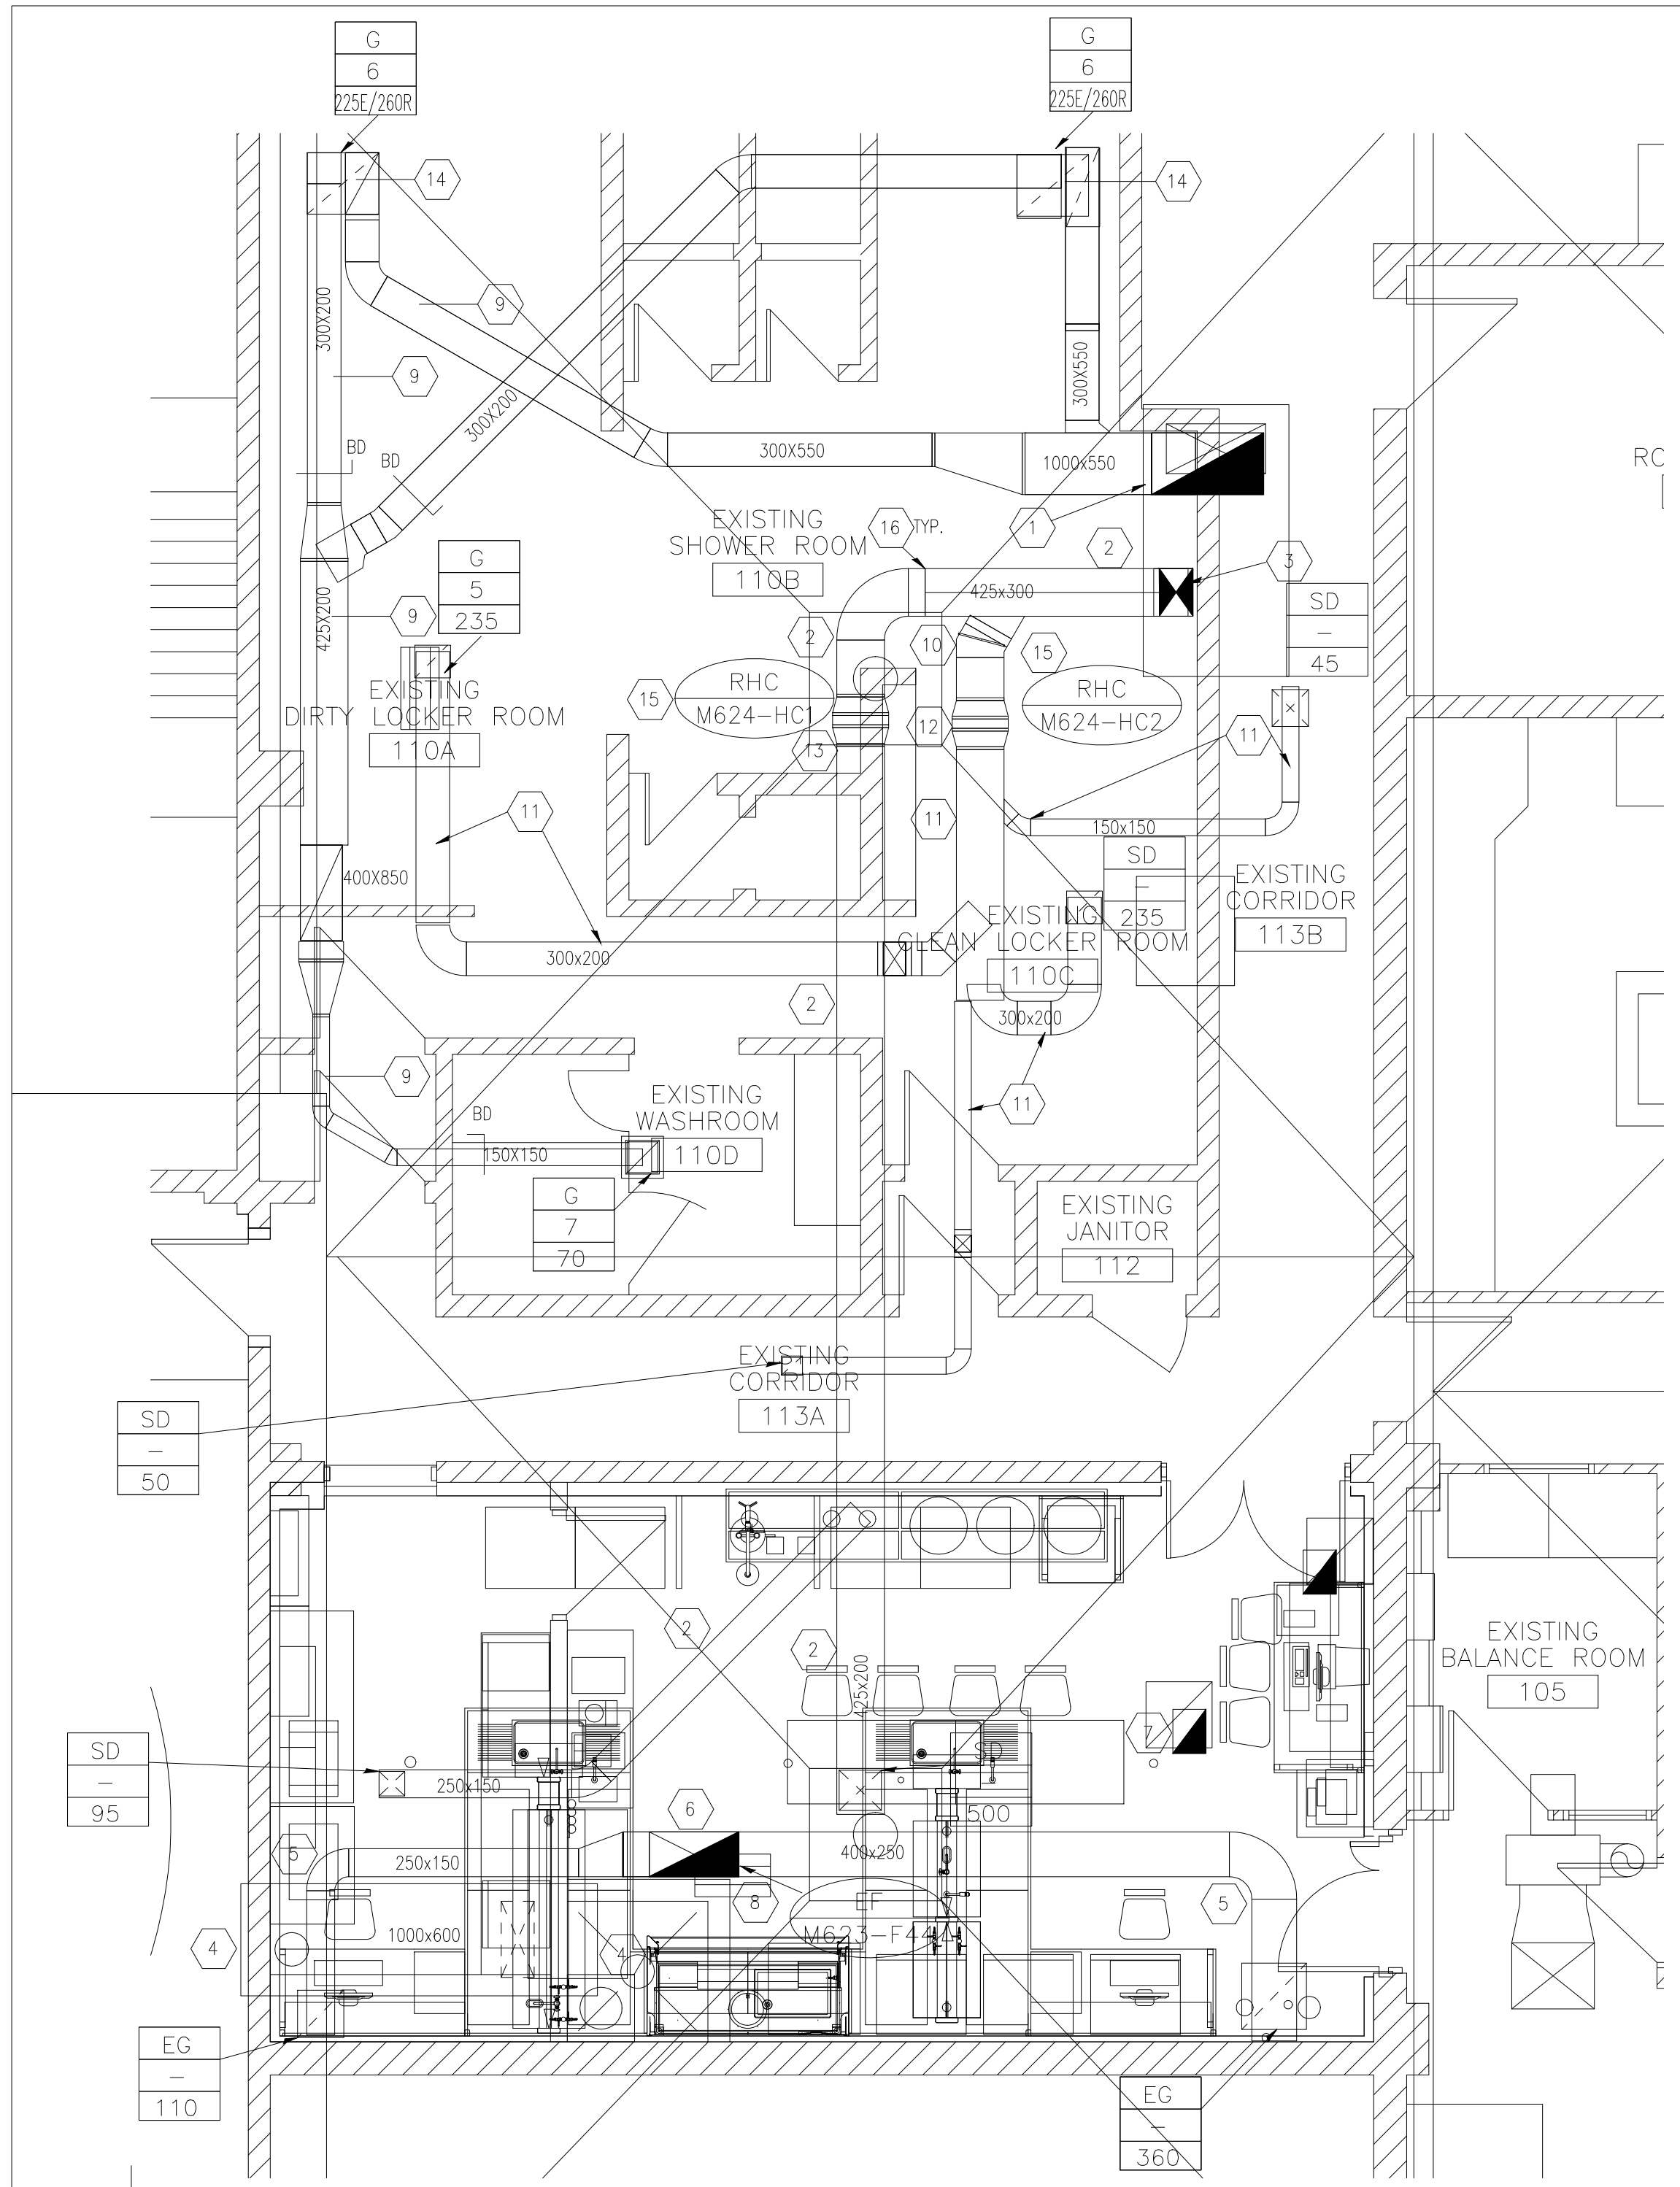 G
6
225E/260R
G
6
225E/260R
14
14
9
300X200
9
300X200
300X550
BD
BD
300X550
1000x550
RO
EXISTING
SHOWER ROOM
110B
16
TYP.
1
2
3
G
5
235
425x300
SD
-
45
9
425X200
2
10
15
EXISTING
DIRTY LOCKER ROOM
110A
15
RHC
M624-HC1
13
12
RHC
M624-HC2
11
11
11
150x150
400X850
SD
-
235
EXISTING
CORRIDOR
113B
EXISTING
CLEAN LOCKER ROOM
110C
300x200
2
300x200
9
BD
150X150
EXISTING
WASHROOM
110D
11
G
7
70
EXISTING
JANITOR
112
EXISTING
CORRIDOR
113A
SD
-
50
2
2
425x200
EXISTING
BALANCE ROOM
105
7
SD
-
95
250x150
SD
500
6
5
250x150
400x250
8
EF
M623-F44
5
4
1000x600
4
EG
-
110
EG
-
360